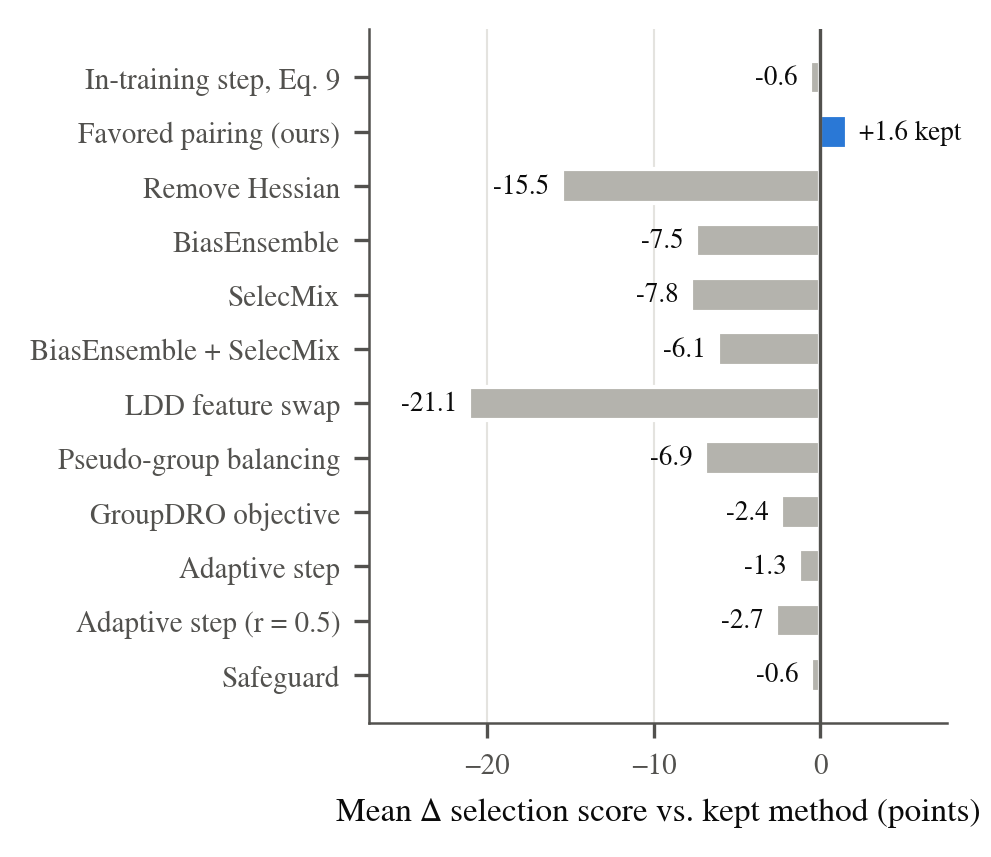 In-training step, Eq. 9 -0.6
Favored pairing (ours) +1.6 kept
Remove Hessian -15.5
BiasEnsemble -7.5
SelecMix -7.8
BiasEnsemble + SelecMix -6.1
LDD feature swap -21.1
Pseudo-group balancing -6.9
GroupDRO objective -2.4
Adaptive step -1.3
Adaptive step (r = 0.5) -2.7
Safeguard -0.6
−20 −10 0
Mean Δ selection score vs. kept method (points)